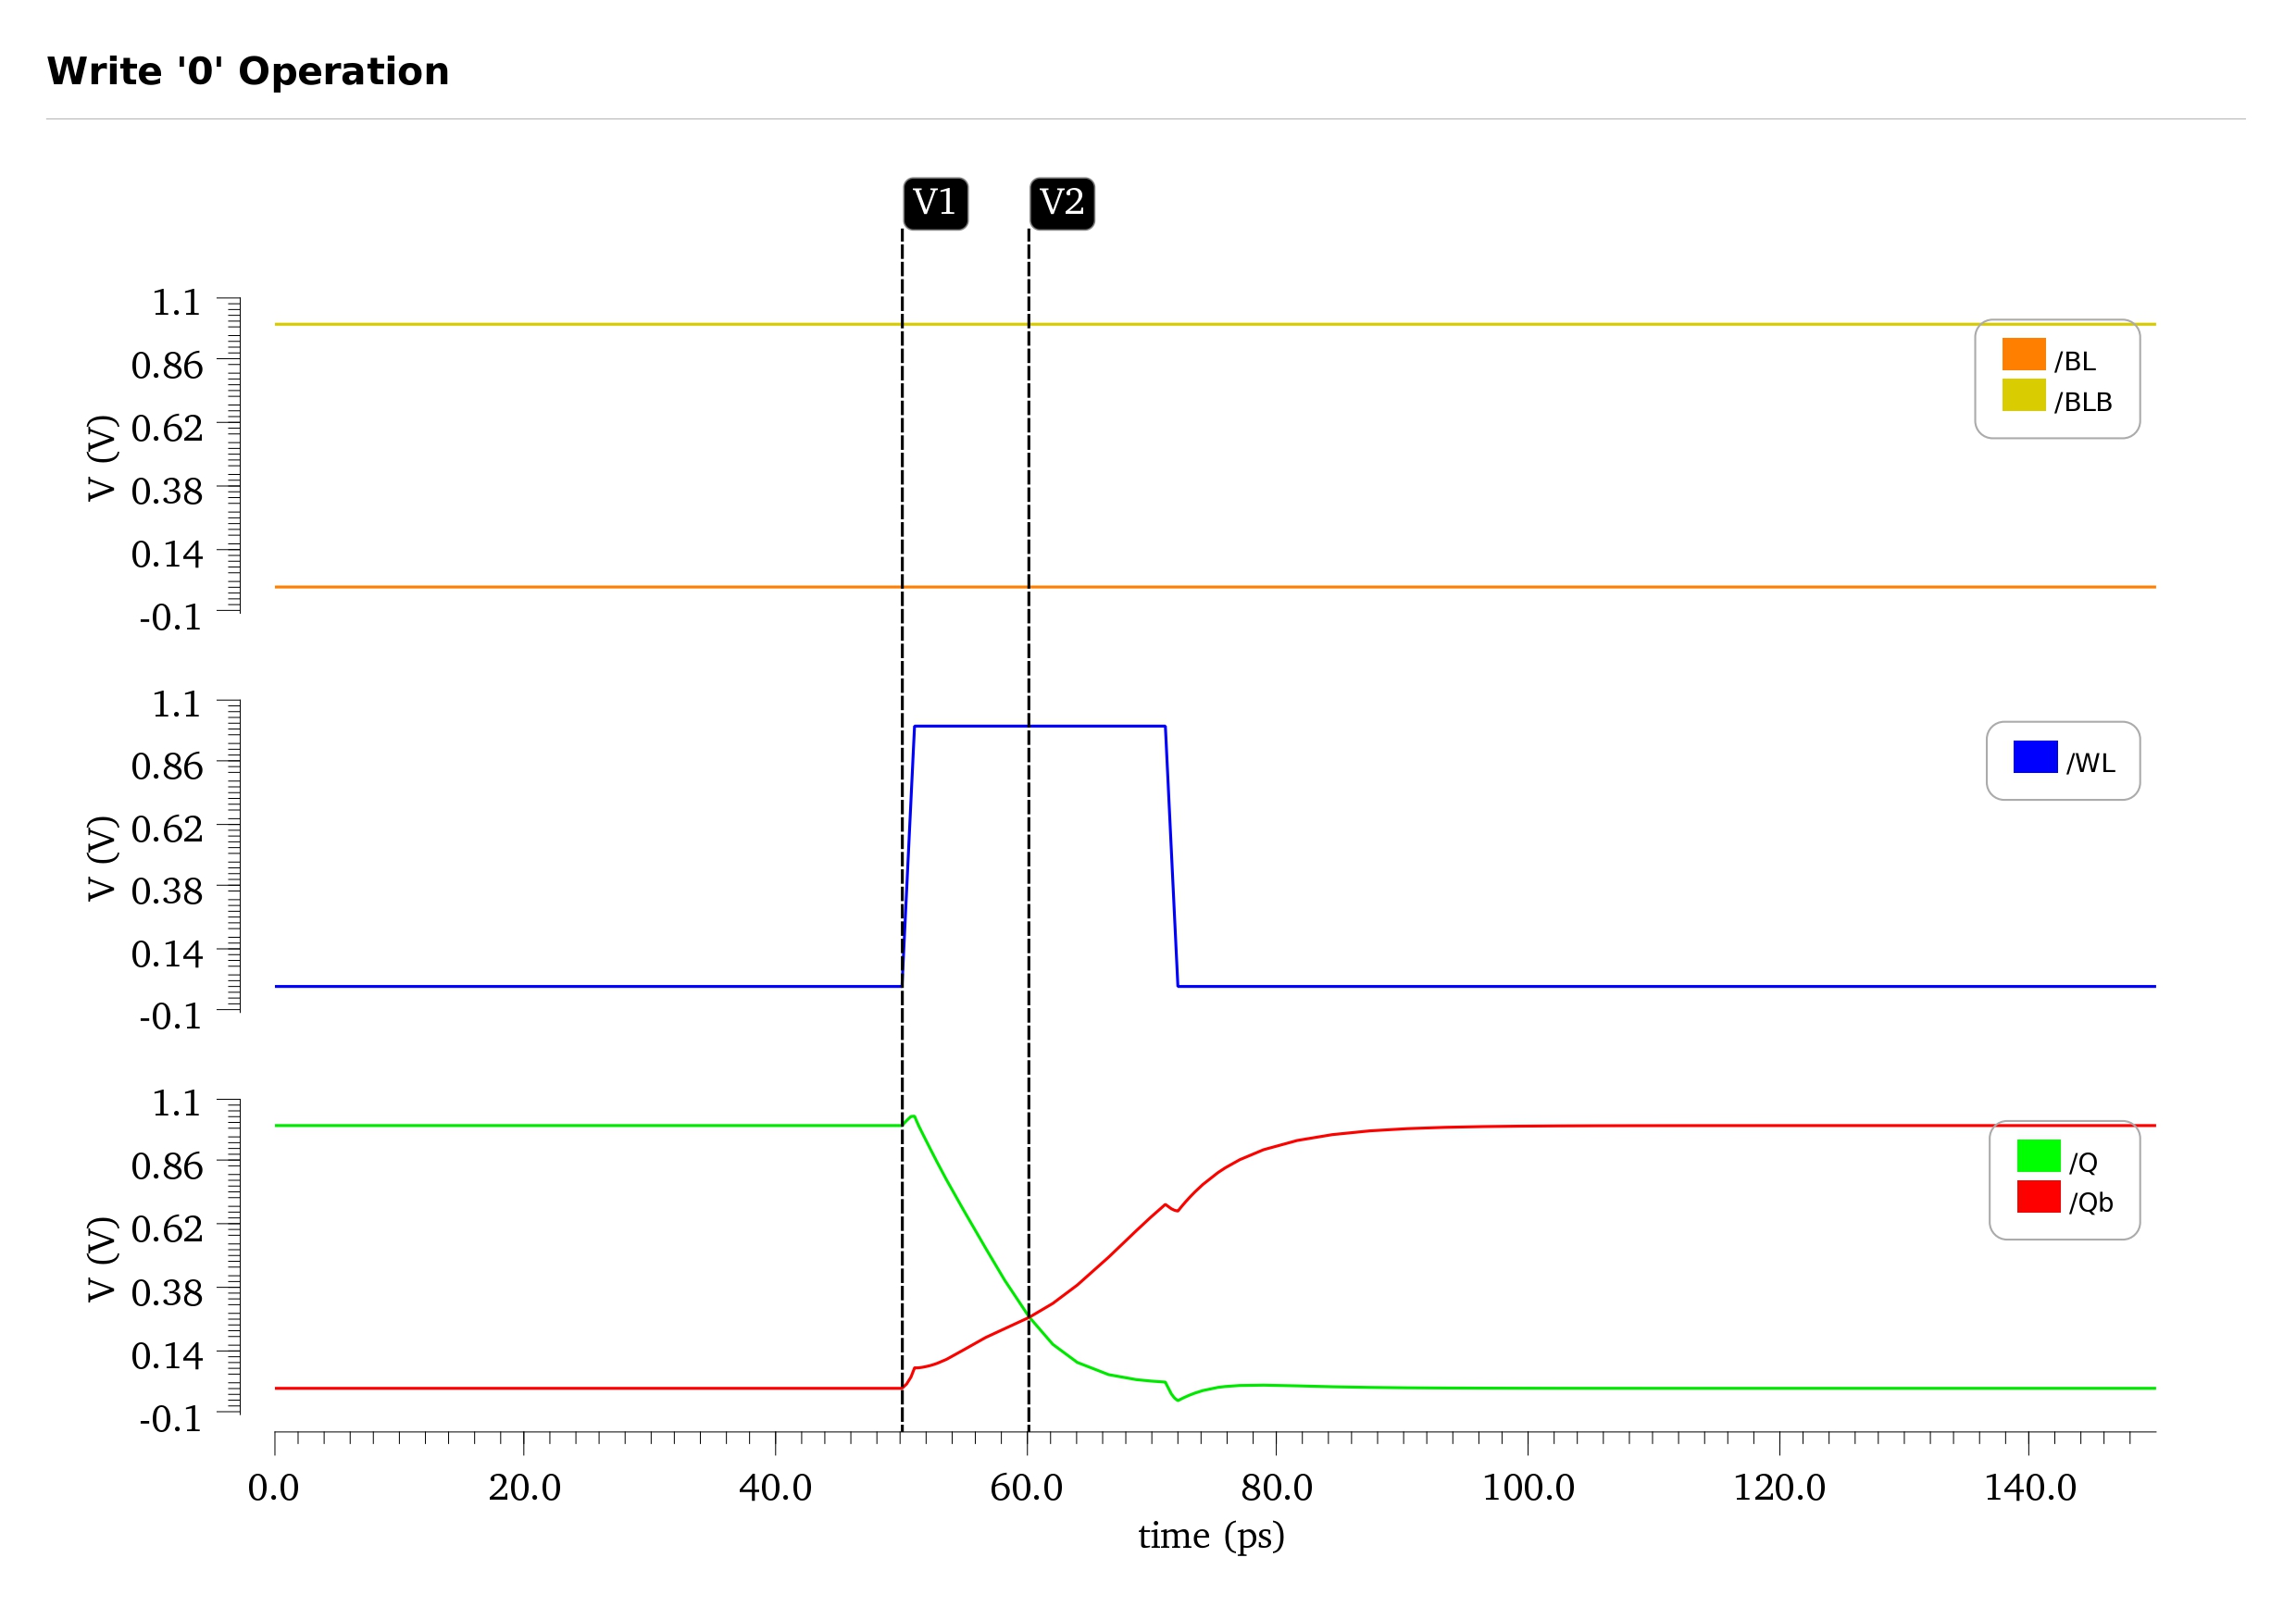 Write '0' Operation
V1 V2
1.1
0.86
0.62
0.38
0.14
-0.1
V (V)
/BL
/BLB
1.1
0.86
0.62
0.38
0.14
-0.1
V (V)
/WL
1.1
0.86
0.62
0.38
0.14
-0.1
V (V)
/Q
/Qb
0.0 20.0 40.0 60.0 80.0 100.0 120.0 140.0
time (ps)